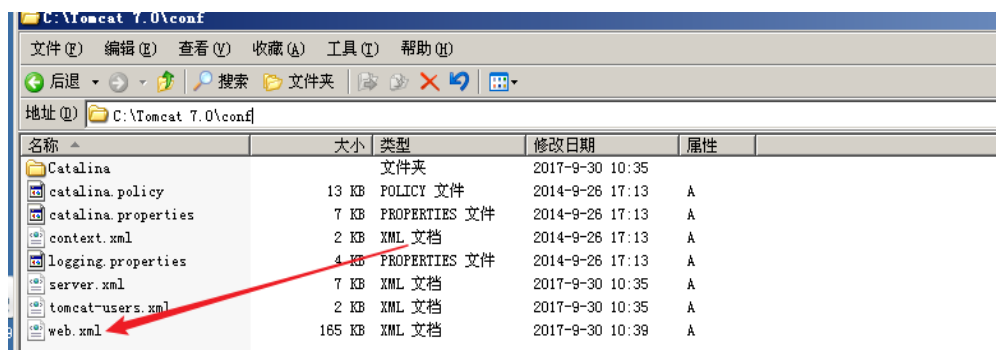 C:\Tomcat 7.0\conf
文件(F) 编辑(E) 查看(V) 收藏(A) 工具(T) 帮助(H)
后退 搜索 文件夹
地址(D) C:\Tomcat 7.0\conf
名称 大小 类型 修改日期 属性
Catalina 文件夹 2017-9-30 10:35
catalina.policy 13 KB POLICY 文件 2014-9-26 17:13 A
catalina.properties 7 KB PROPERTIES 文件 2014-9-26 17:13 A
context.xml 2 KB XML 文档 2014-9-26 17:13 A
logging.properties 4 KB PROPERTIES 文件 2014-9-26 17:13 A
server.xml 7 KB XML 文档 2017-9-30 10:35 A
tomcat-users.xml 2 KB XML 文档 2017-9-30 10:35 A
web.xml 165 KB XML 文档 2017-9-30 10:39 A